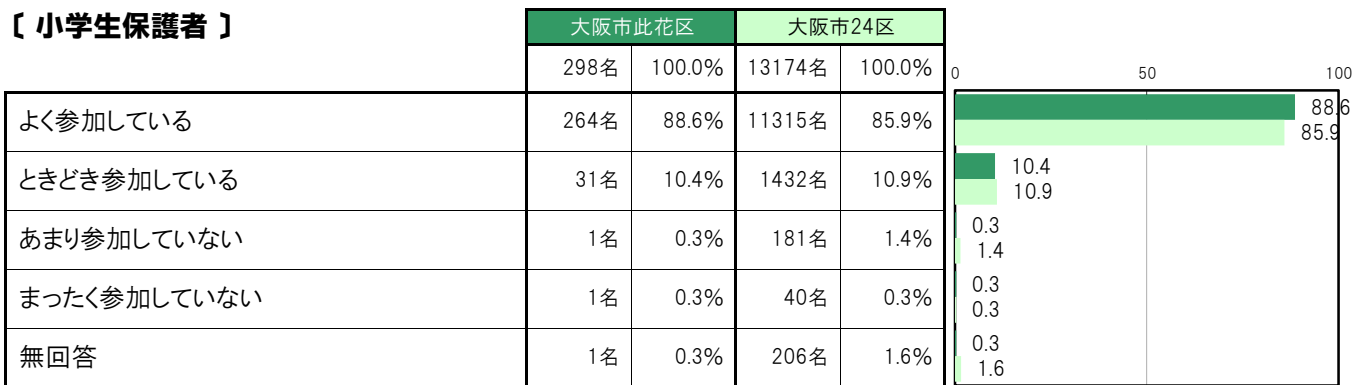 〔 小学生保護者 〕
大阪市此花区 大阪市24区
298名 100.0% 13174名 100.0%
0 50 100
よく参加している 264名 88.6% 11315名 85.9%
88.6
85.9
ときどき参加している 31名 10.4% 1432名 10.9%
10.4
10.9
あまり参加していない 1名 0.3% 181名 1.4%
0.3
1.4
まったく参加していない 1名 0.3% 40名 0.3%
0.3
0.3
無回答 1名 0.3% 206名 1.6%
0.3
1.6